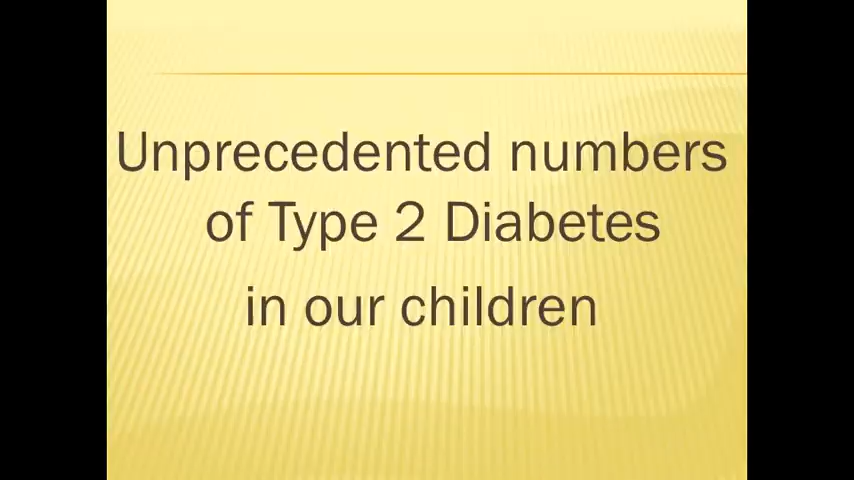 Unprecedented numbers
of Type 2 Diabetes
in our children